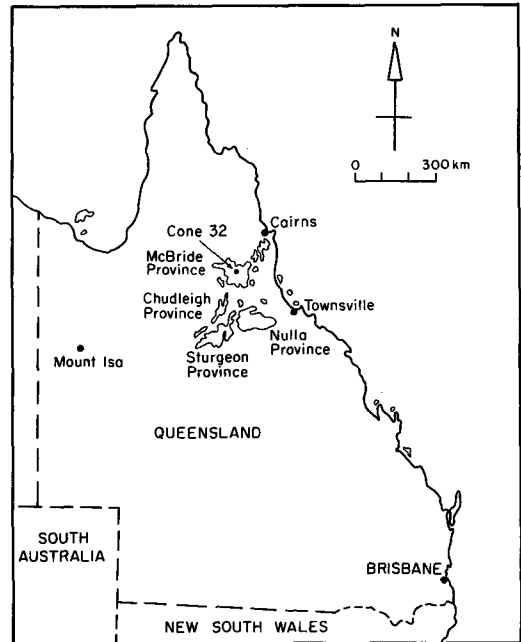 N
0 300 km
Cairns
Cone 32
McBride
Province
Chudleigh
Province
Townsville
Nulla
Province
Sturgeon
Province
Mount Isa
QUEENSLAND
SOUTH
AUSTRALIA
BRISBANE
NEW SOUTH WALES